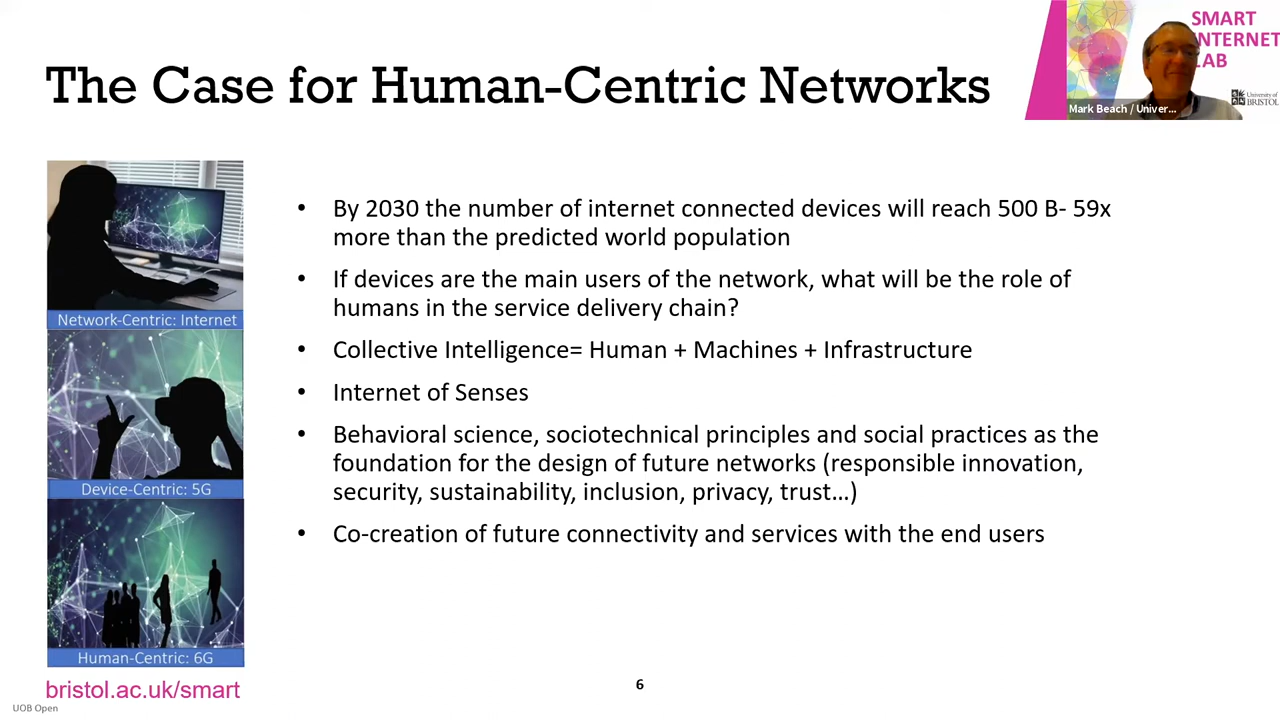 The Case for Human-Centric Networks
SMART
INTERNET
LAB
University of
BRISTOL
Mark Beach / Univer...
Network-Centric: Internet
Device-Centric: 5G
Human-Centric: 6G
• By 2030 the number of internet connected devices will reach 500 B- 59x
more than the predicted world population
• If devices are the main users of the network, what will be the role of
humans in the service delivery chain?
• Collective Intelligence= Human + Machines + Infrastructure
• Internet of Senses
• Behavioral science, sociotechnical principles and social practices as the
foundation for the design of future networks (responsible innovation,
security, sustainability, inclusion, privacy, trust...)
• Co-creation of future connectivity and services with the end users
bristol.ac.uk/smart
6
UOB Open